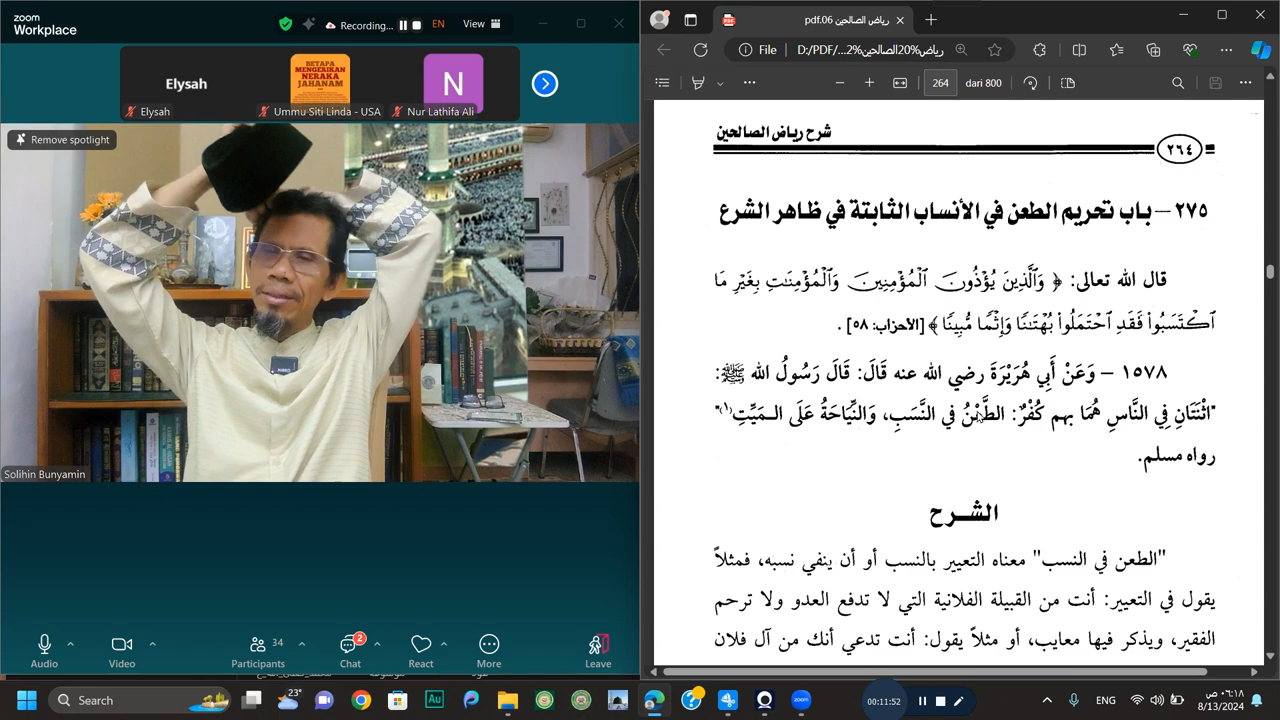 zoom
Workplace
Recording...
EN
View
Elysah
Elysah
BETAPA
MENGERIKAN
NERAKA
JAHANAM
Ummu Siti Linda - USA
N
Nur Lathifa Ali
Remove spotlight
Solihin Bunyamin
Audio
Video
34
Participants
2
Chat
React
More
Leave
رياض الصالحين.pdf
File
D:/PDF/رياض%20الصالحين%2...
264
dari 800
شرح رياض الصالحين
٢٦٤
٢٧٥ – باب تحريم الطعن في الأنساب الثابتة في ظاهر الشرع
قال الله تعالى: ﴿ وَٱلَّذِينَ يُؤْذُونَ ٱلْمُؤْمِنِينَ وَٱلْمُؤْمِنَٰتِ بِغَيْرِ مَا
ٱكْتَسَبُوا۟ فَقَدِ ٱحْتَمَلُوا۟ بُهْتَٰنًا وَإِثْمًا مُّبِينًا ﴾ [الأحزاب: ٥٨] .
١٥٧٨ – وَعَنْ أَبِي هُرَيْرَةَ رضي الله عنه قَالَ: قَالَ رَسُولُ الله ﷺ:
"اثْنَتَانِ فِي النَّاسِ هُمَا بهم كُفْرٌ: الطَّعْنُ فِي النَّسَبِ، وَالنِّيَاحَةُ عَلَى الـمَيِّتِ(١)"
رواه مسلم.
الشـرح
"الطعن في النسب" معناه التعيير بالنسب أو أن ينفي نسبه، فمثلاً
يقول في التعيير: أنت من القبيلة الفلانية التي لا تدفع العدو ولا ترحم
الفقير، ويذكر فيها معايب، أو مثلاً يقول: أنت تدعي أنك من آل فلان
Search
23°
Au
00:11:52
ENG
٠٦:١٨ ص
8/13/2024